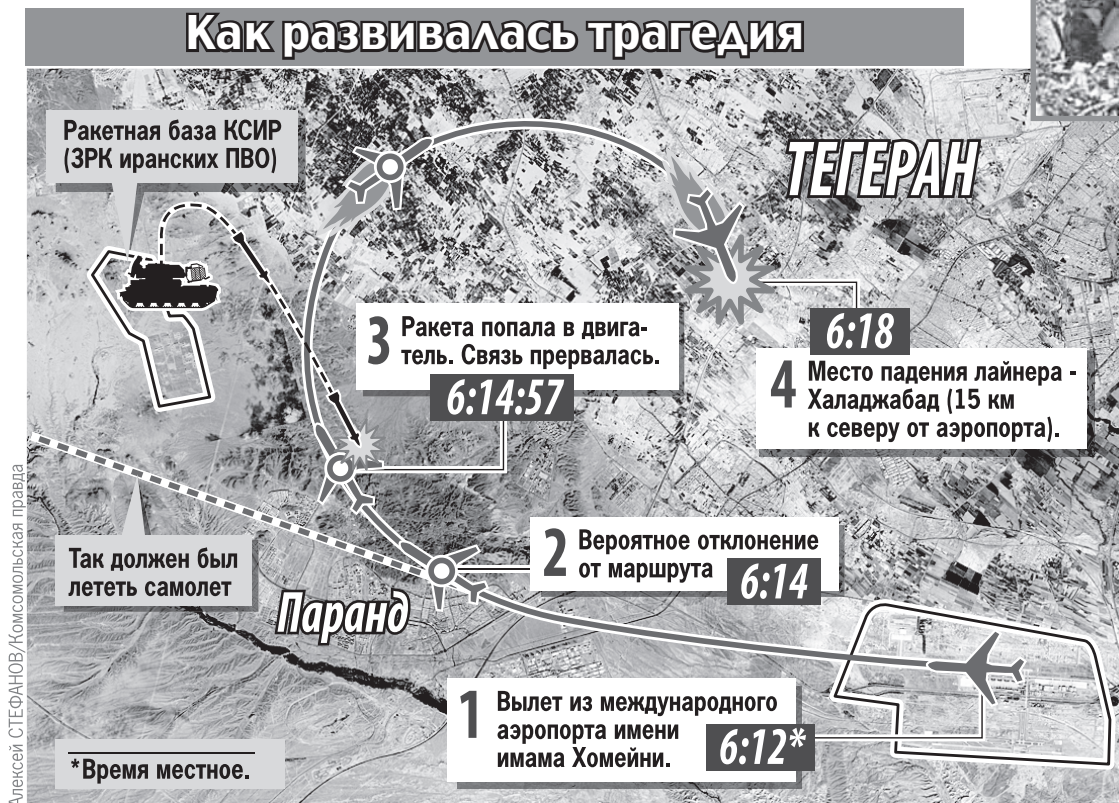 Как развивалась трагедия
Ракетная база КСИР
(ЗРК иранских ПВО)
ТЕГЕРАН
3 Ракета попала в двига-
тель. Связь прервалась.
6:14:57
6:18
4 Место падения лайнера -
Халаджабад (15 км
к северу от аэропорта).
Так должен был
лететь самолет
2 Вероятное отклонение
от маршрута 6:14
Паранд
1 Вылет из международного
аэропорта имени
имама Хомейни. 6:12*
*Время местное.
Алексей СТЕФАНОВ/Комсомольская правда